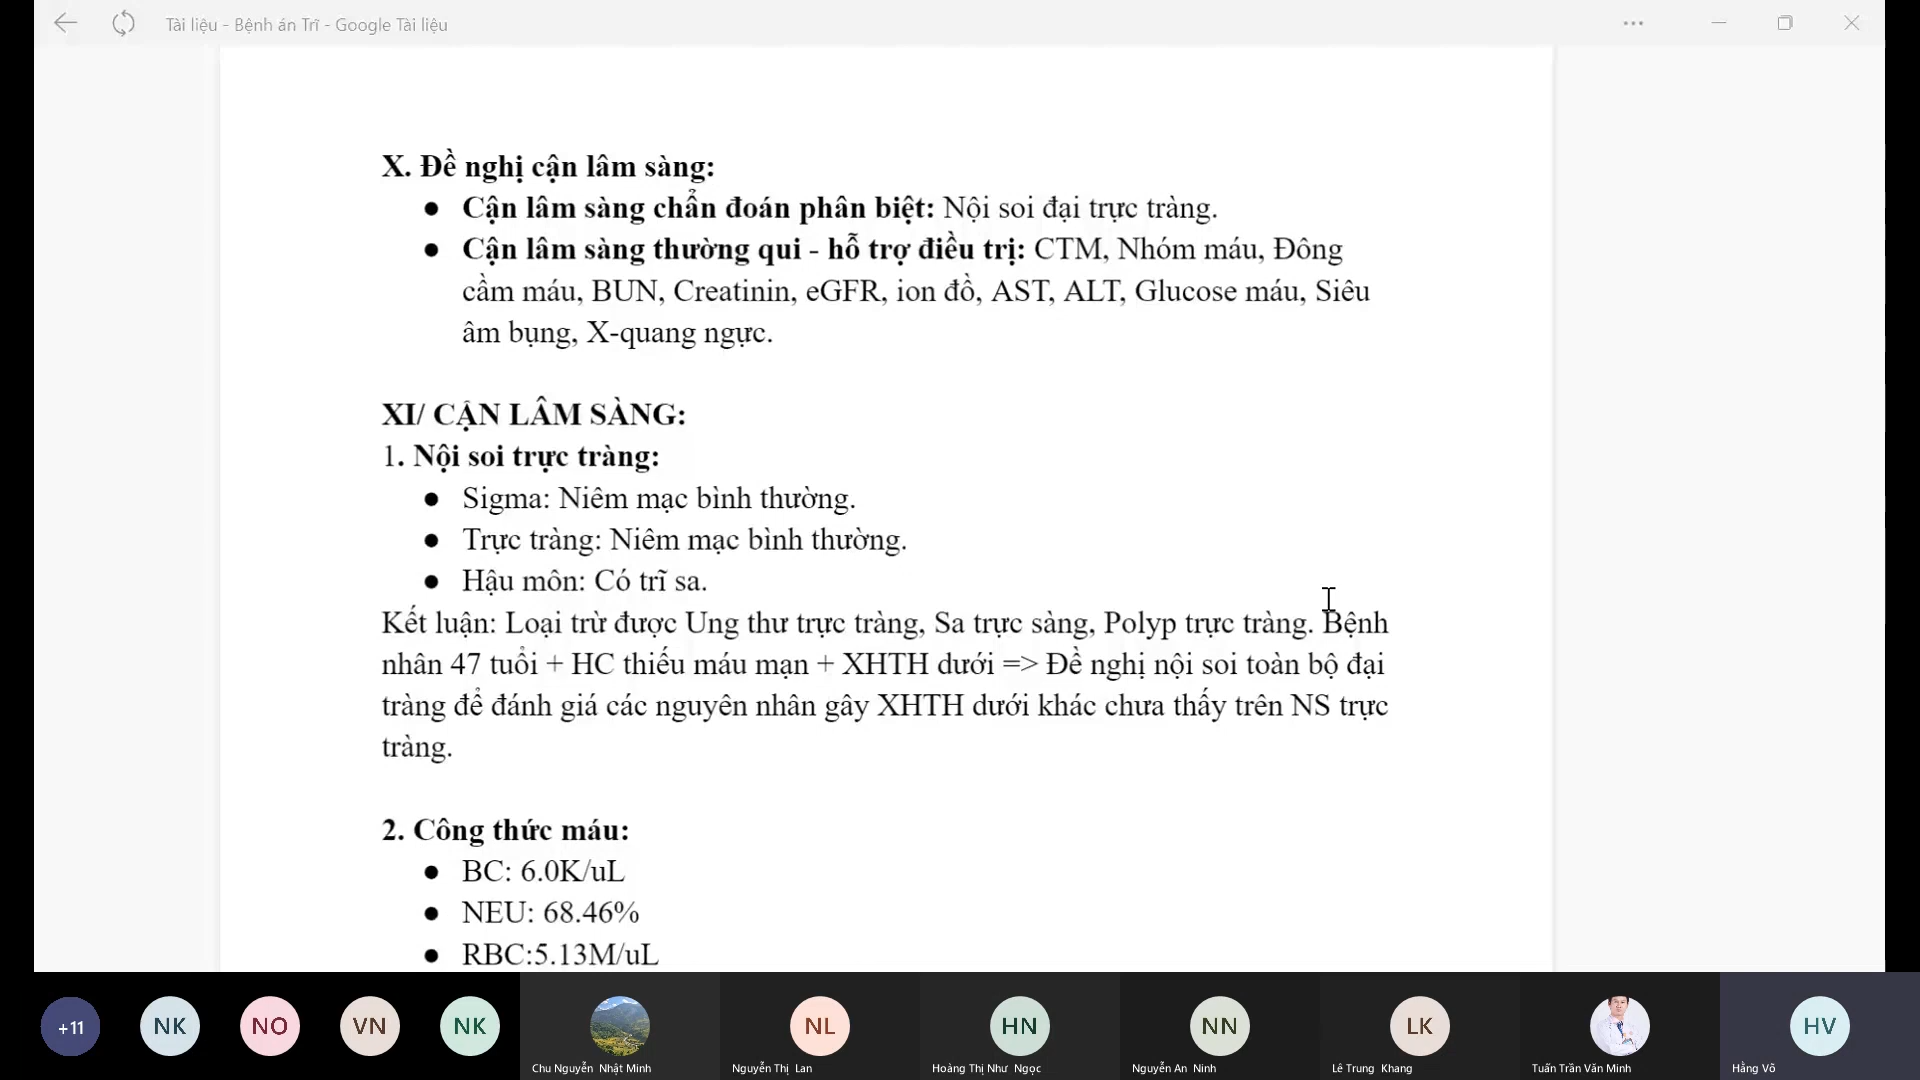 Tài liệu - Bệnh án Trĩ - Google Tài liệu
X. Đề nghị cận lâm sàng:
● Cận lâm sàng chẩn đoán phân biệt: Nội soi đại trực tràng.
● Cận lâm sàng thường qui - hỗ trợ điều trị: CTM, Nhóm máu, Đông
cầm máu, BUN, Creatinin, eGFR, ion đồ, AST, ALT, Glucose máu, Siêu
âm bụng, X-quang ngực.
XI/ CẬN LÂM SÀNG:
1. Nội soi trực tràng:
● Sigma: Niêm mạc bình thường.
● Trực tràng: Niêm mạc bình thường.
● Hậu môn: Có trĩ sa.
Kết luận: Loại trừ được Ung thư trực tràng, Sa trực sàng, Polyp trực tràng. Bệnh
nhân 47 tuổi + HC thiếu máu mạn + XHTH dưới => Đề nghị nội soi toàn bộ đại
tràng để đánh giá các nguyên nhân gây XHTH dưới khác chưa thấy trên NS trực
tràng.
2. Công thức máu:
● BC: 6.0K/uL
● NEU: 68.46%
● RBC:5.13M/uL
+11 NK NO VN NK NL HN NN LK HV
Chu Nguyễn Nhật Minh Nguyễn Thị Lan Hoàng Thị Như Ngọc Nguyễn An Ninh Lê Trung Khang Tuấn Trần Văn Minh Hằng Võ